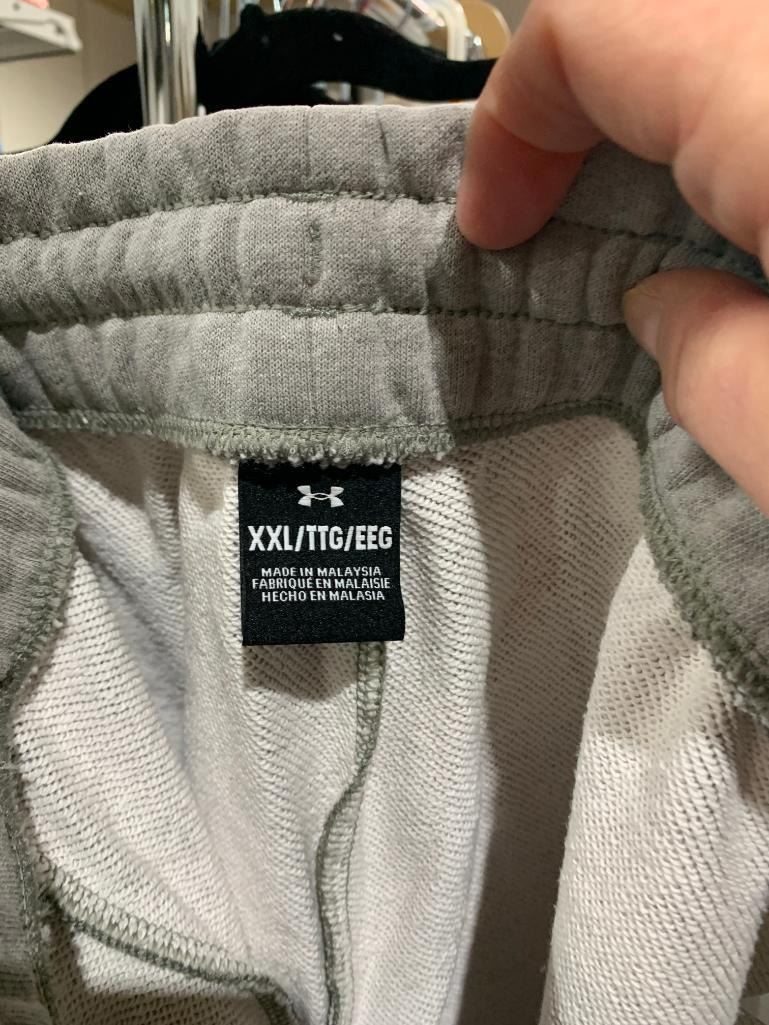 XXL/TTG/EEG
MADE IN MALAYSIA
FABRIQUÉ EN MALAISIE
HECHO EN MALASIA